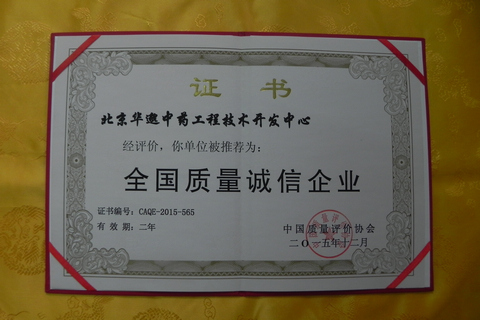 证书
北京华邈中药工程技术开发中心
经评价，你单位被推荐为：
全国质量诚信企业
证书编号：CAQE-2015-565
有效期：二年
中国质量评价协会
二〇一五年十二月